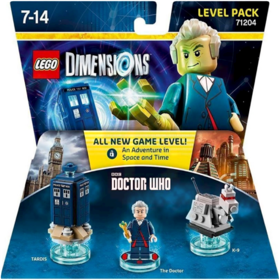 7-14
LEVEL PACK
71204
LEGO DIMENSIONS
ALL NEW GAME LEVEL!
An Adventure in
Space and Time
BBC
DOCTOR WHO
TARDIS
The Doctor
K-9